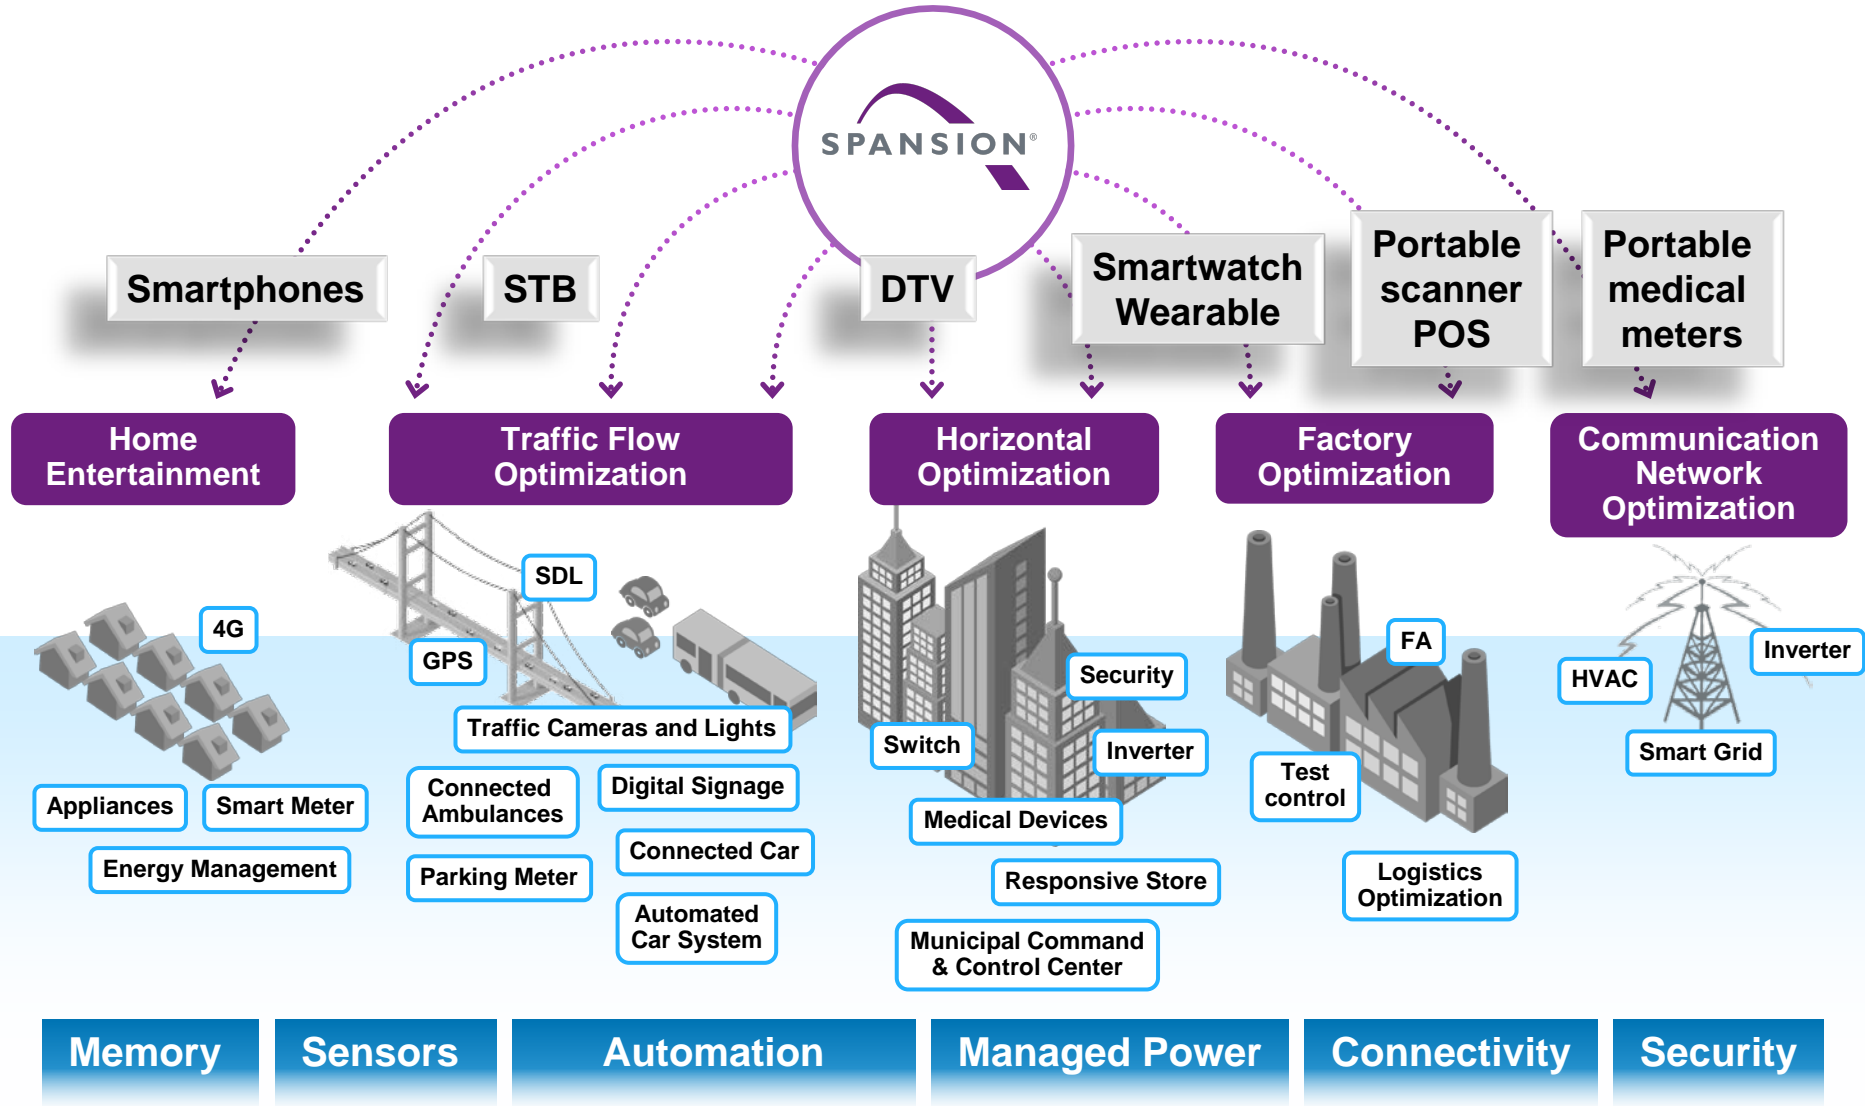 SPANSION®
Smartphones
STB
DTV
Smartwatch
Wearable
Portable
scanner
POS
Portable
medical
meters
Home
Entertainment
Traffic Flow
Optimization
Horizontal
Optimization
Factory
Optimization
Communication
Network
Optimization
4G
Appliances
Smart Meter
Energy Management
SDL
GPS
Traffic Cameras and Lights
Connected
Ambulances
Digital Signage
Connected Car
Parking Meter
Automated
Car System
Security
Switch
Inverter
Medical Devices
Responsive Store
Municipal Command
& Control Center
FA
Test
control
Logistics
Optimization
Inverter
HVAC
Smart Grid
Memory
Sensors
Automation
Managed Power
Connectivity
Security